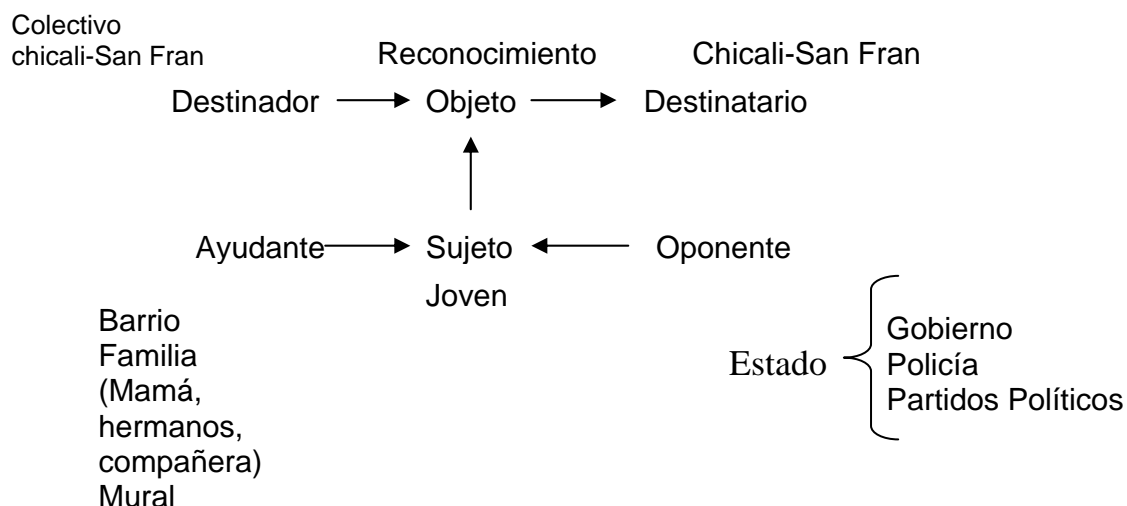 Colectivo
chicali-San Fran
Reconocimiento
Chicali-San Fran
Destinador
Objeto
Destinatario
Ayudante
Sujeto
Oponente
Joven
Barrio
Familia
(Mamá,
hermanos,
compañera)
Mural
Estado
Gobierno
Policía
Partidos Políticos